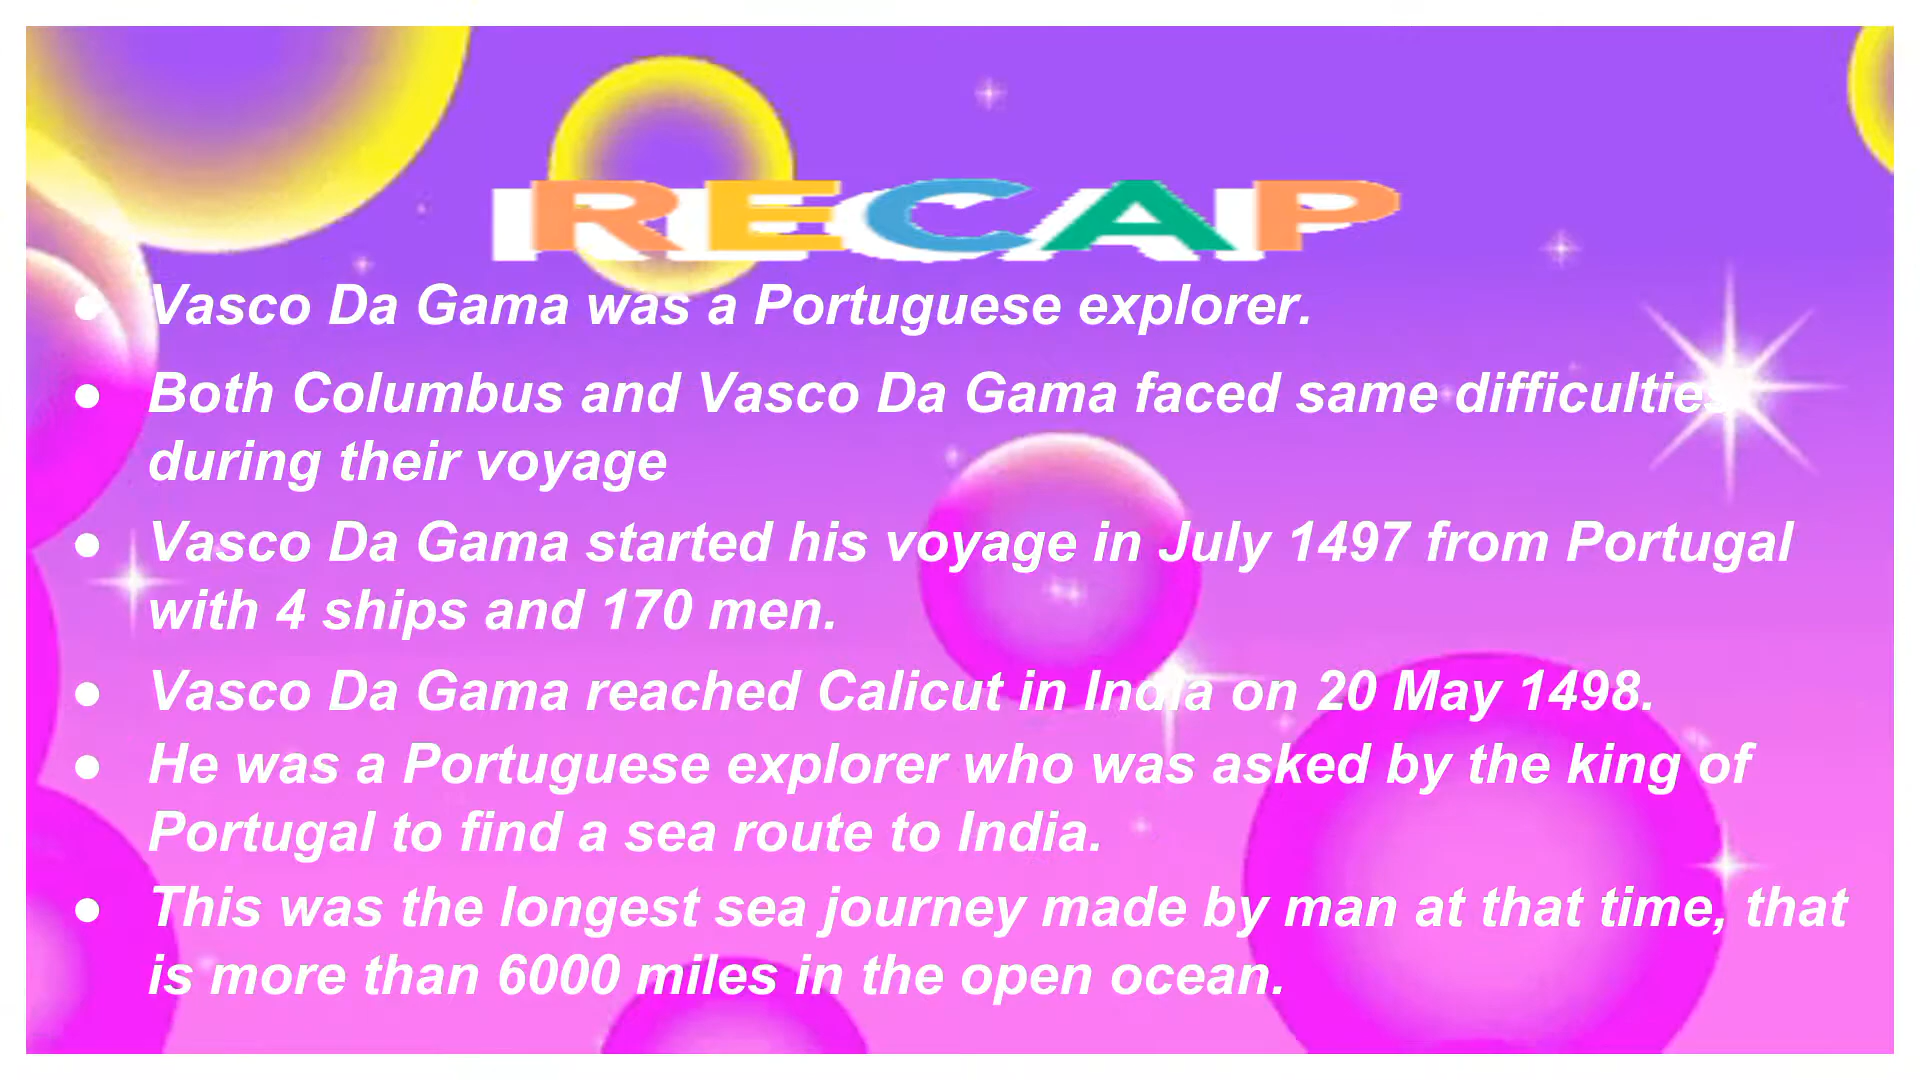 RECAP
● Vasco Da Gama was a Portuguese explorer.
● Both Columbus and Vasco Da Gama faced same difficulties
during their voyage
● Vasco Da Gama started his voyage in July 1497 from Portugal
with 4 ships and 170 men.
● Vasco Da Gama reached Calicut in India on 20 May 1498.
● He was a Portuguese explorer who was asked by the king of
Portugal to find a sea route to India.
● This was the longest sea journey made by man at that time, that
is more than 6000 miles in the open ocean.